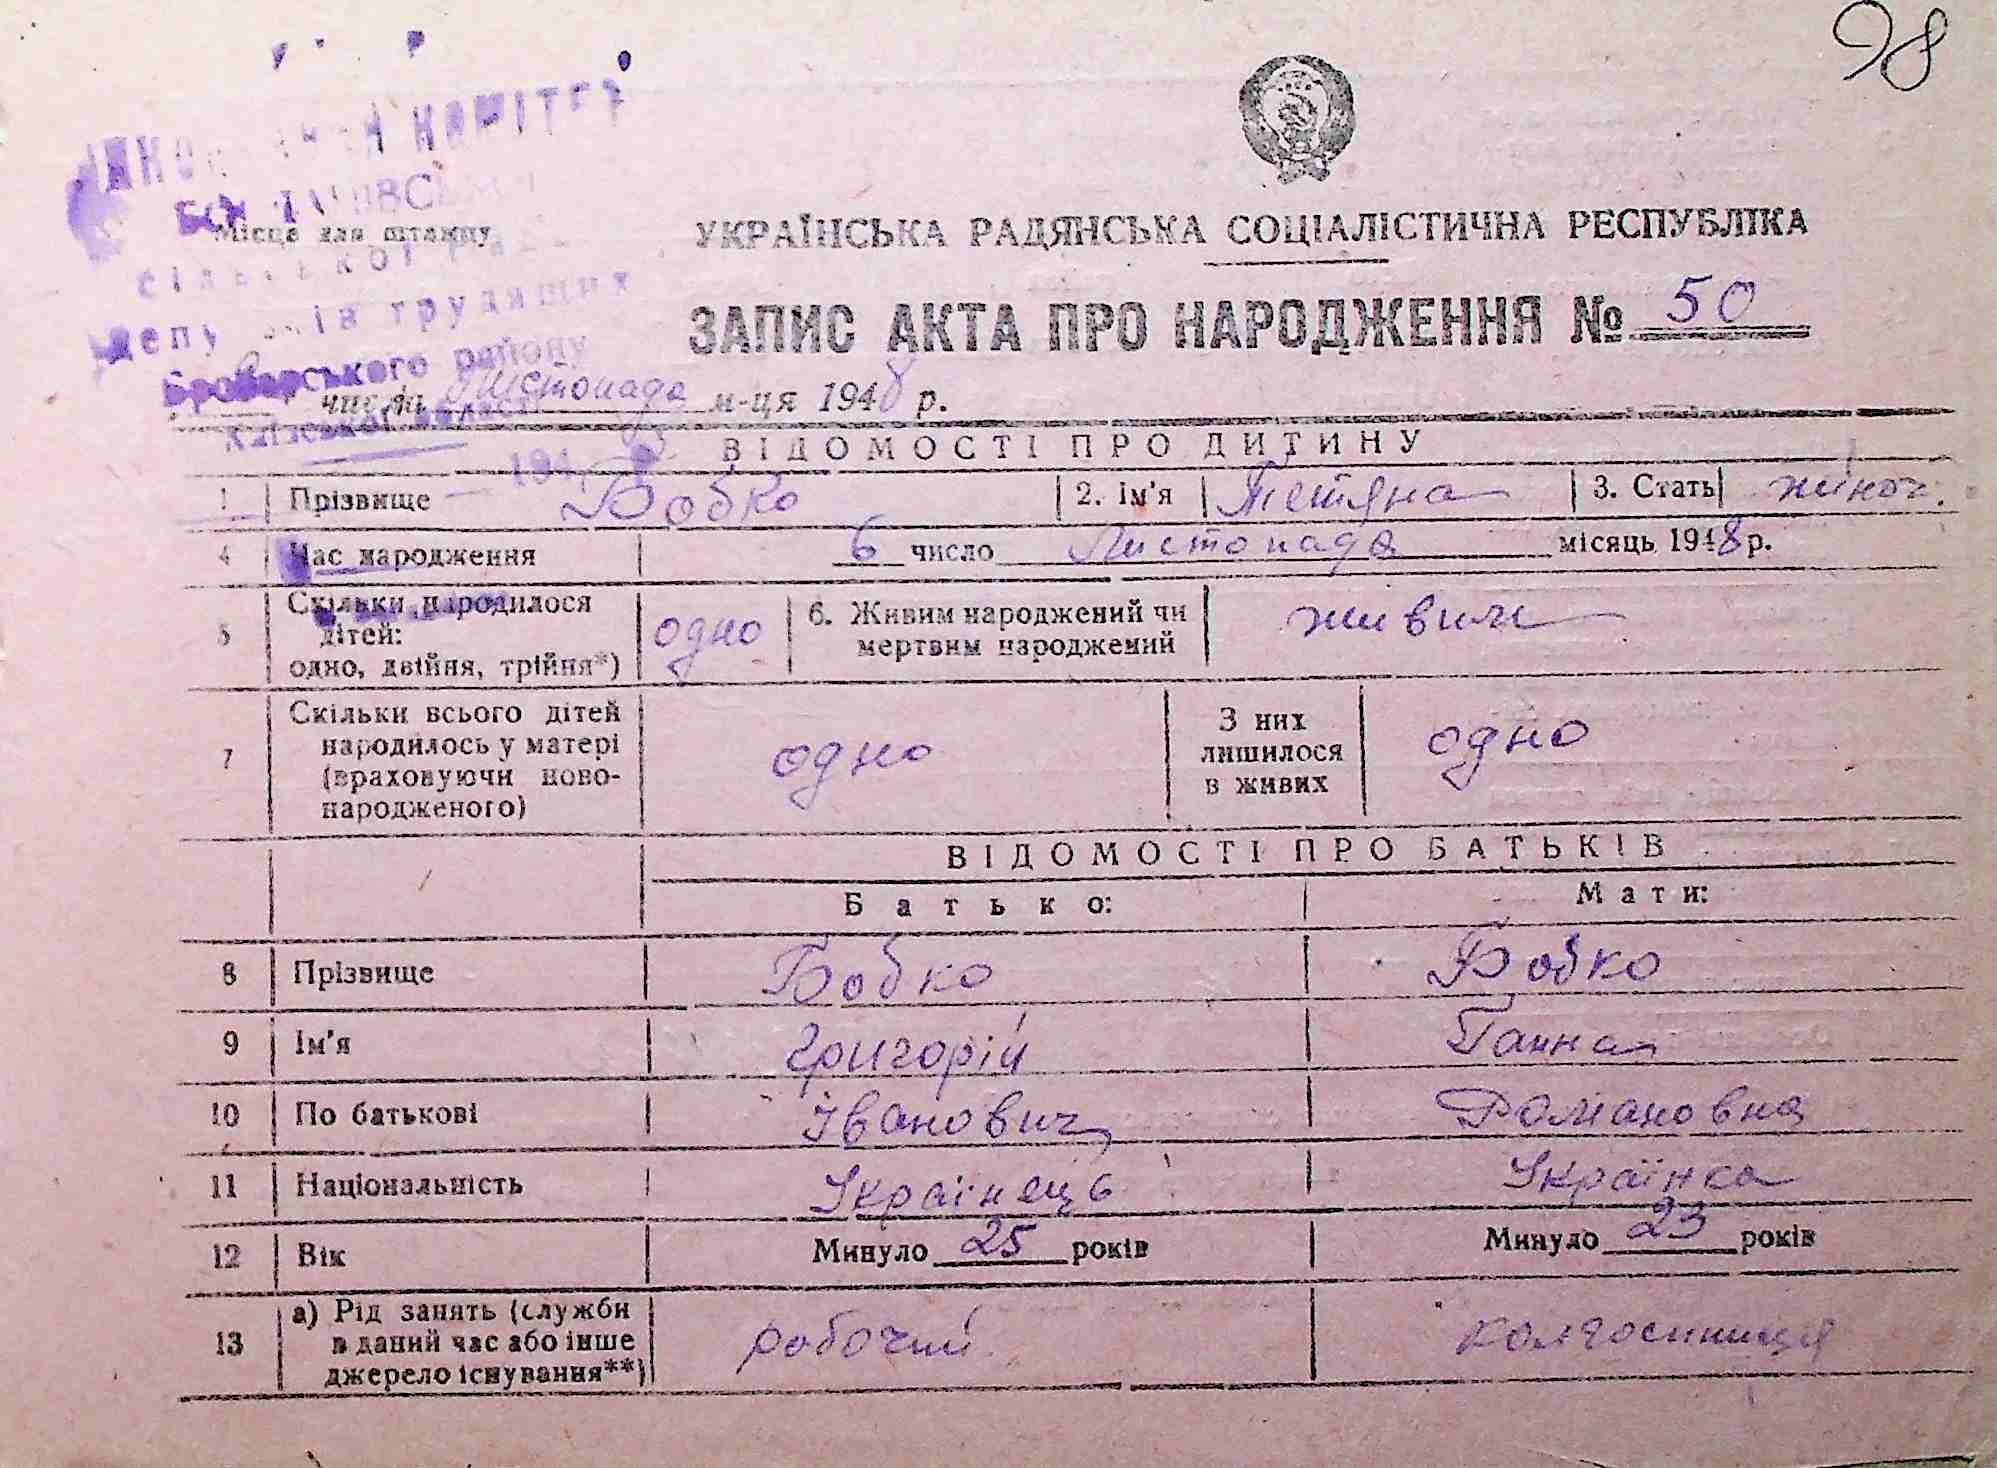 98
КОМІТЕТ
Місце для штампу
УКРАЇНСЬКА РАДЯНСЬКА СОЦІАЛІСТИЧНА РЕСПУБЛІКА
сільської
депутатів трудящих
ЗАПИС АКТА ПРО НАРОДЖЕННЯ № 50
Броварського району
числа Листопада м-ця 1948 р.
Київської області
194
ВІДОМОСТІ ПРО ДИТИНУ
1 Прізвище Бобко 2. Ім'я Тетяна 3. Стать жіноч.
4 Час народження 6 число Листопада місяць 1948 р.
5 Скільки народилося дітей: одно, двійня, трійня*) одно 6. Живим народжений чи мертвим народжений живим
7 Скільки всього дітей народилось у матері (враховуючи ново-народженого) одно З них лишилося в живих одно
ВІДОМОСТІ ПРО БАТЬКІВ
Батько: Мати:
8 Прізвище Бобко Бобко
9 Ім'я Григорій Ганна
10 По батькові Іванович Романовна
11 Національність Українець Українка
12 Вік Минуло 25 років Минуло 23 років
13 а) Рід занять (служби в даний час або інше джерело існування**) робочий колгоспниця